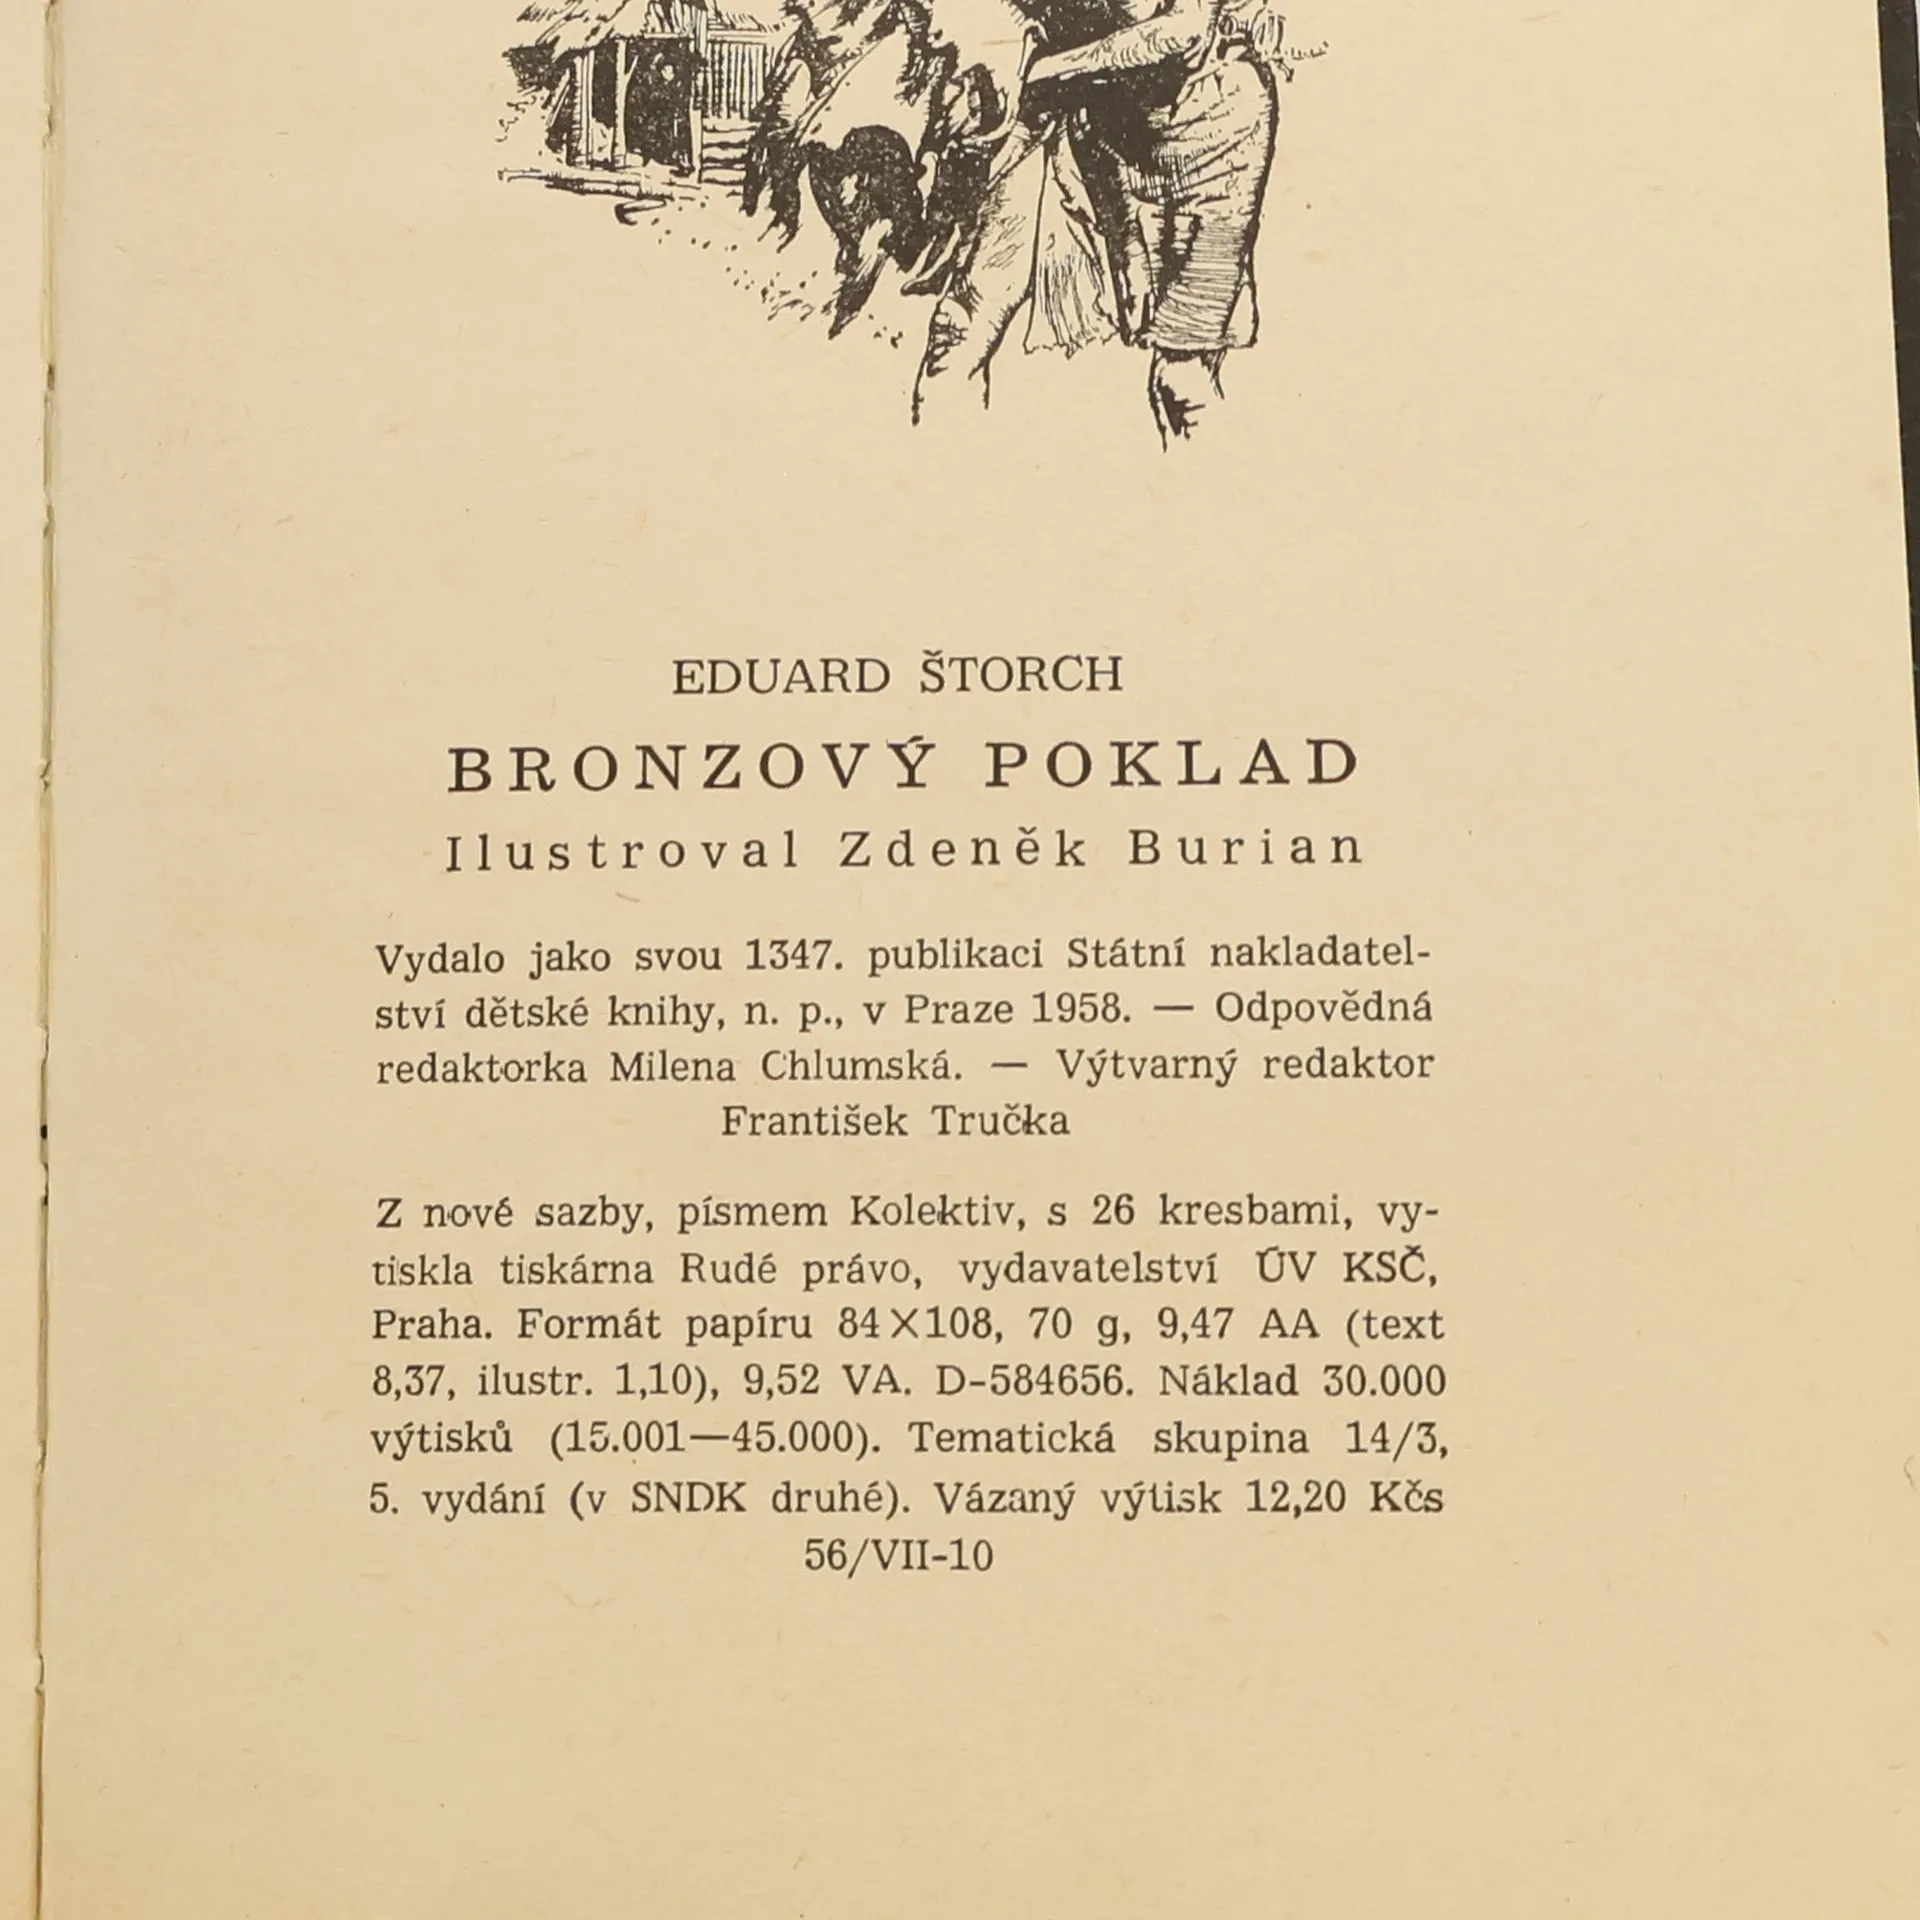 EDUARD ŠTORCH
BRONZOVÝ POKLAD
Ilustroval Zdeněk Burian
Vydalo jako svou 1347. publikaci Státní nakladatel-
ství dětské knihy, n. p., v Praze 1958. — Odpovědná
redaktorka Milena Chlumská. — Výtvarný redaktor
František Tručka
Z nové sazby, písmem Kolektiv, s 26 kresbami, vy-
tiskla tiskárna Rudé právo, vydavatelství ÚV KSČ,
Praha. Formát papíru 84×108, 70 g, 9,47 AA (text
8,37, ilustr. 1,10), 9,52 VA. D-584656. Náklad 30.000
výtisků (15.001—45.000). Tematická skupina 14/3,
5. vydání (v SNDK druhé). Vázaný výtisk 12,20 Kčs
56/VII-10